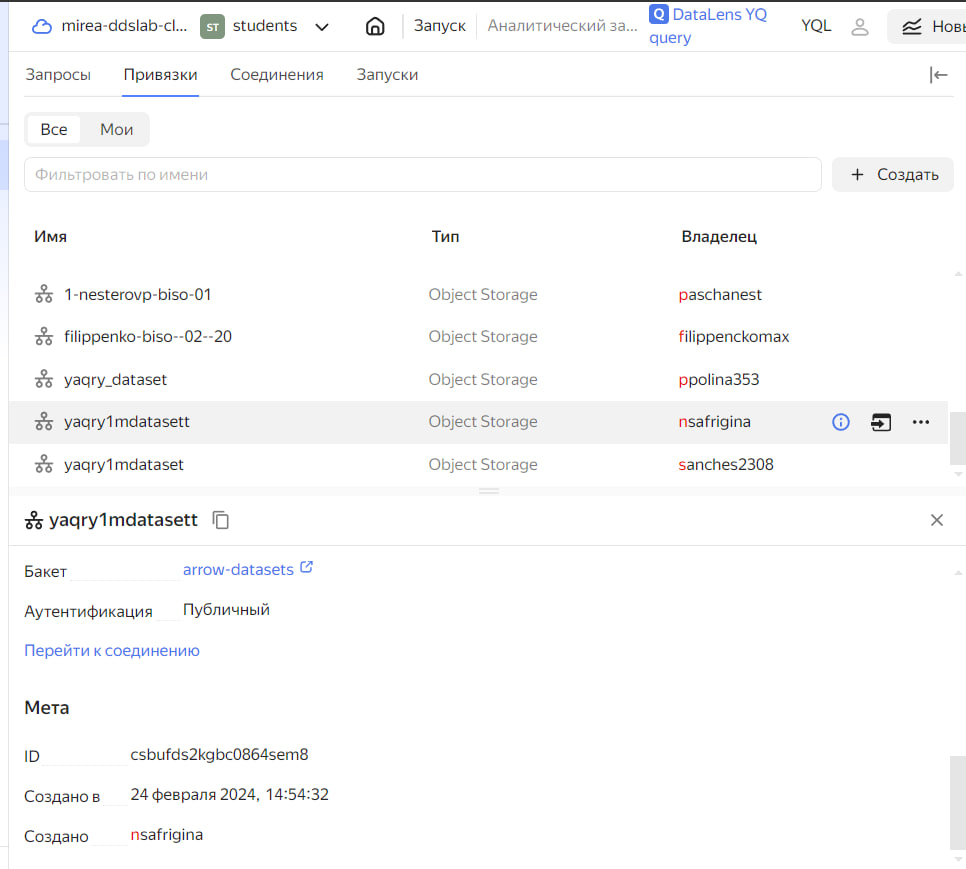 mirea-ddslab-cl... ST students Запуск Аналитический за... Q DataLens YQ query YQL Новы
Запросы Привязки Соединения Запуски
Все Мои
Фильтровать по имени + Создать
Имя Тип Владелец
1-nesterovp-biso-01 Object Storage paschanest
filippenko-biso--02--20 Object Storage filippenckomax
yaqry_dataset Object Storage ppolina353
yaqry1mdatasett Object Storage nsafrigina
yaqry1mdataset Object Storage sanches2308
yaqry1mdatasett
Бакет arrow-datasets
Аутентификация Публичный
Перейти к соединению
Мета
ID csbufds2kgbc0864sem8
Создано в 24 февраля 2024, 14:54:32
Создано nsafrigina